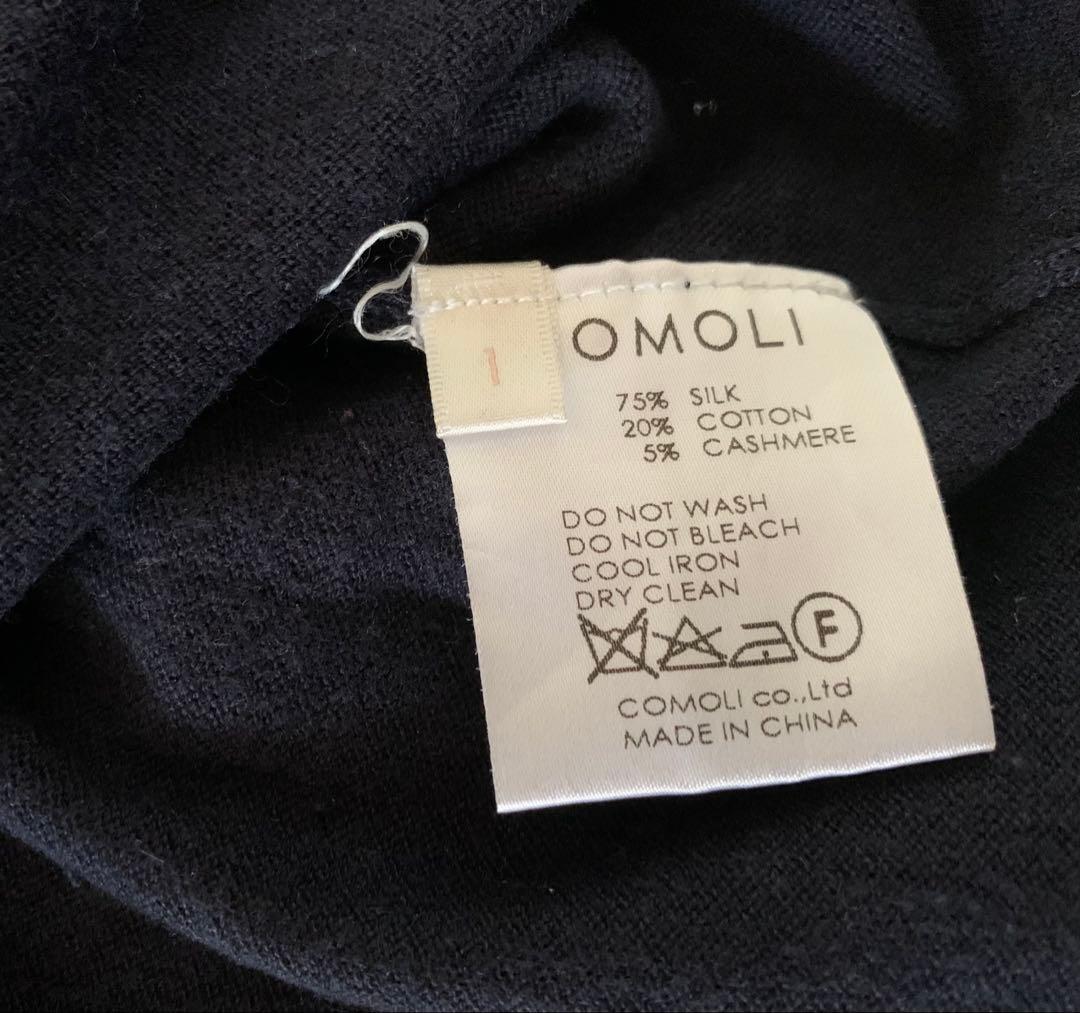 1
OMOLI
75% SILK
20% COTTON
5% CASHMERE
DO NOT WASH
DO NOT BLEACH
COOL IRON
DRY CLEAN
F
COMOLI co.,Ltd
MADE IN CHINA